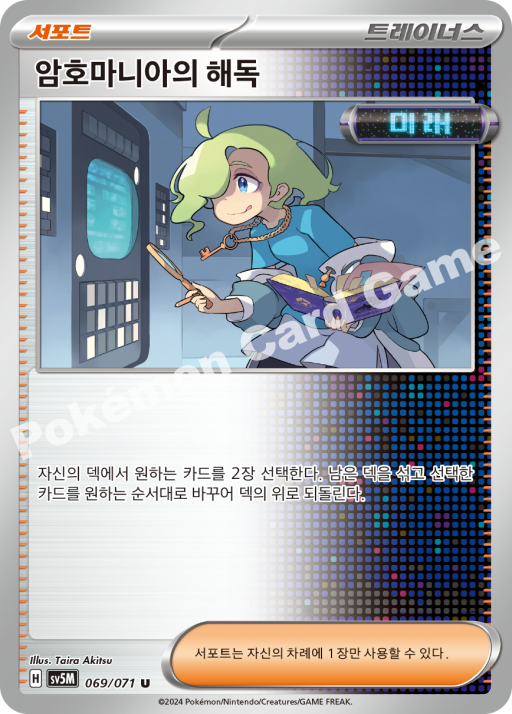 서포트
트레이너스
암호마니아의 해독
미래
Pokémon Card Game
자신의 덱에서 원하는 카드를 2장 선택한다. 남은 덱을 섞고 선택한
카드를 원하는 순서대로 바꾸어 덱의 위로 되돌린다.
서포트는 자신의 차례에 1장만 사용할 수 있다.
Illus. Taira Akitsu
H SV5M 069/071 U
©2024 Pokémon/Nintendo/Creatures/GAME FREAK.